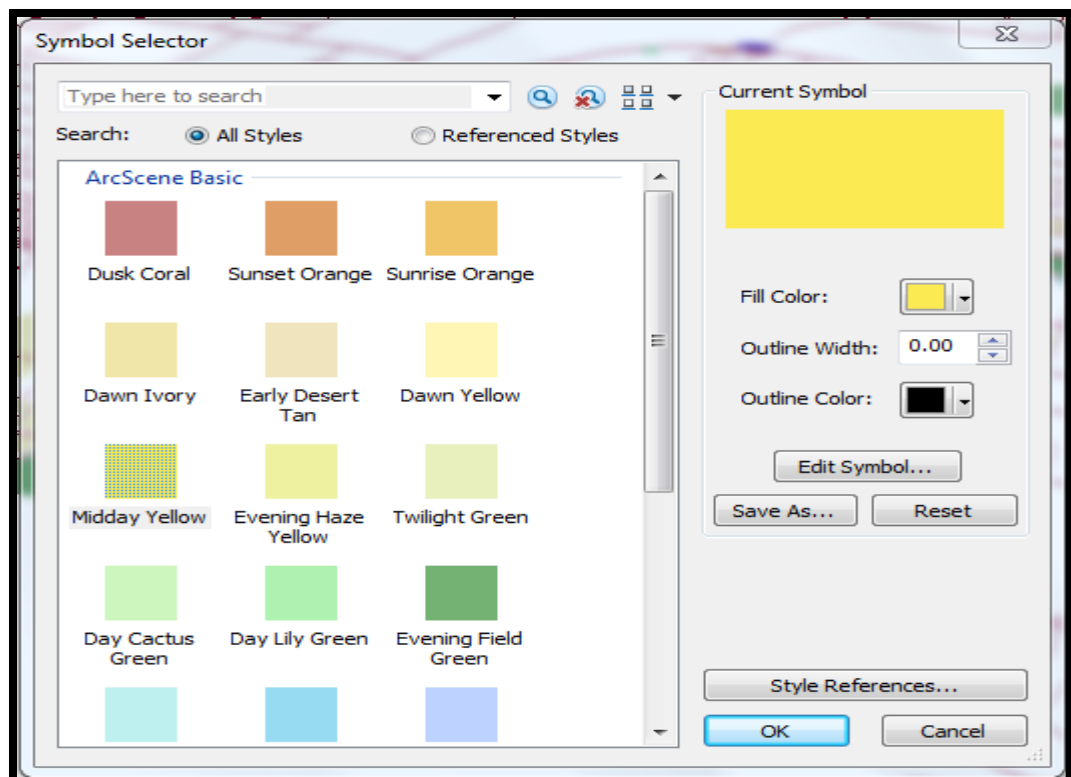 Symbol Selector
Type here to search
Search:
All Styles
Referenced Styles
ArcScene Basic
Dusk Coral
Sunset Orange
Sunrise Orange
Dawn Ivory
Early Desert
Tan
Dawn Yellow
Midday Yellow
Evening Haze
Yellow
Twilight Green
Day Cactus
Green
Day Lily Green
Evening Field
Green
Current Symbol
Fill Color:
Outline Width:
0.00
Outline Color:
Edit Symbol...
Save As...
Reset
Style References...
OK
Cancel